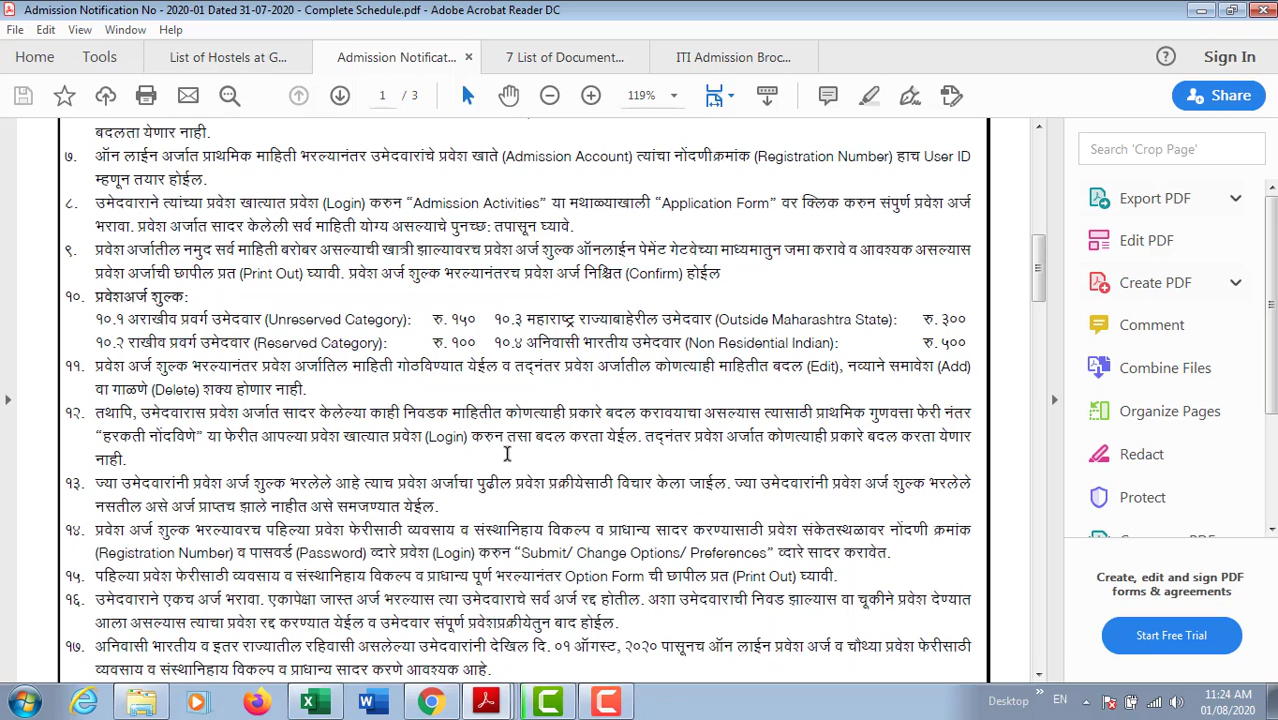 Admission Notification No - 2020-01 Dated 31-07-2020 - Complete Schedule.pdf - Adobe Acrobat Reader DC
File Edit View Window Help
Home Tools List of Hostels at G... Admission Notificat... × 7 List of Document... ITI Admission Broc... Sign In
1 / 3 119% Share
Search 'Crop Page'
बदलता येणार नाही.
७. ऑन लाईन अर्जात प्राथमिक माहिती भरल्यानंतर उमेदवारांचे प्रवेश खाते (Admission Account) त्यांचा नोंदणीक्रमांक (Registration Number) हाच User ID
म्हणून तयार होईल.
८. उमेदवाराने त्यांच्या प्रवेश खात्यात प्रवेश (Login) करुन “Admission Activities” या मथाळ्याखाली “Application Form” वर क्लिक करुन संपुर्ण प्रवेश अर्ज
भरावा. प्रवेश अर्जात सादर केलेली सर्व माहिती योग्य असल्याचे पुनच्छ: तपासून घ्यावे.
९. प्रवेश अर्जातील नमुद सर्व माहिती बरोबर असल्याची खात्री झाल्यावरच प्रवेश अर्ज शुल्क ऑनलाईन पेमेंट गेटवेच्या माध्यमातुन जमा करावे व आवश्यक असल्यास
प्रवेश अर्जाची छापील प्रत (Print Out) घ्यावी. प्रवेश अर्ज शुल्क भरल्यानंतरच प्रवेश अर्ज निश्चित (Confirm) होईल
१०. प्रवेशअर्ज शुल्क:
१०.१ अराखीव प्रवर्ग उमेदवार (Unreserved Category): रु. १५० १०.३ महाराष्ट्र राज्याबाहेरील उमेदवार (Outside Maharashtra State): रु. ३००
१०.२ राखीव प्रवर्ग उमेदवार (Reserved Category): रु. १०० १०.४ अनिवासी भारतीय उमेदवार (Non Residential Indian): रु. ५००
११. प्रवेश अर्ज शुल्क भरल्यानंतर प्रवेश अर्जातिल माहिती गोठविण्यात येईल व तद्नंतर प्रवेश अर्जातील कोणत्याही माहितीत बदल (Edit), नव्याने समावेश (Add)
वा गाळणे (Delete) शक्य होणार नाही.
१२. तथापि, उमेदवारास प्रवेश अर्जात सादर केलेल्या काही निवडक माहितीत कोणत्याही प्रकारे बदल करावयाचा असल्यास त्यासाठी प्राथमिक गुणवत्ता फेरी नंतर
“हरकती नोंदविणे” या फेरीत आपल्या प्रवेश खात्यात प्रवेश (Login) करुन तसा बदल करता येईल. तद्नंतर प्रवेश अर्जात कोणत्याही प्रकारे बदल करता येणार
नाही.
१३. ज्या उमेदवारांनी प्रवेश अर्ज शुल्क भरलेले आहे त्याच प्रवेश अर्जाचा पुढील प्रवेश प्रक्रीयेसाठी विचार केला जाईल. ज्या उमेदवारांनी प्रवेश अर्ज शुल्क भरलेले
नसतील असे अर्ज प्राप्तच झाले नाहीत असे समजण्यात येईल.
१४. प्रवेश अर्ज शुल्क भरल्यावरच पहिल्या प्रवेश फेरीसाठी व्यवसाय व संस्थानिहाय विकल्प व प्राधान्य सादर करण्यासाठी प्रवेश संकेतस्थळावर नोंदणी क्रमांक
(Registration Number) व पासवर्ड (Password) व्दारे प्रवेश (Login) करुन “Submit/ Change Options/ Preferences” व्दारे सादर करावेत.
१५. पहिल्या प्रवेश फेरीसाठी व्यवसाय व संस्थानिहाय विकल्प व प्राधान्य पूर्ण भरल्यानंतर Option Form ची छापील प्रत (Print Out) घ्यावी.
१६. उमेदवाराने एकच अर्ज भरावा. एकापेक्षा जास्त अर्ज भरल्यास त्या उमेदवाराचे सर्व अर्ज रद्द होतील. अशा उमेदवाराची निवड झाल्यास वा चूकीने प्रवेश देण्यात
आला असल्यास त्याचा प्रवेश रद्द करण्यात येईल व उमेदवार संपूर्ण प्रवेशप्रक्रीयेतुन बाद होईल.
१७. अनिवासी भारतीय व इतर राज्यातील रहिवासी असलेल्या उमेदवारांनी देखिल दि. ०१ ऑगस्ट, २०२० पासूनच ऑन लाईन प्रवेश अर्ज व चौथ्या प्रवेश फेरीसाठी
व्यवसाय व संस्थानिहाय विकल्प व प्राधान्य सादर करणे आवश्यक आहे.
Export PDF
Edit PDF
Create PDF
Comment
Combine Files
Organize Pages
Redact
Protect
Create, edit and sign PDF
forms & agreements
Start Free Trial
Desktop » EN 11:24 AM
01/08/2020